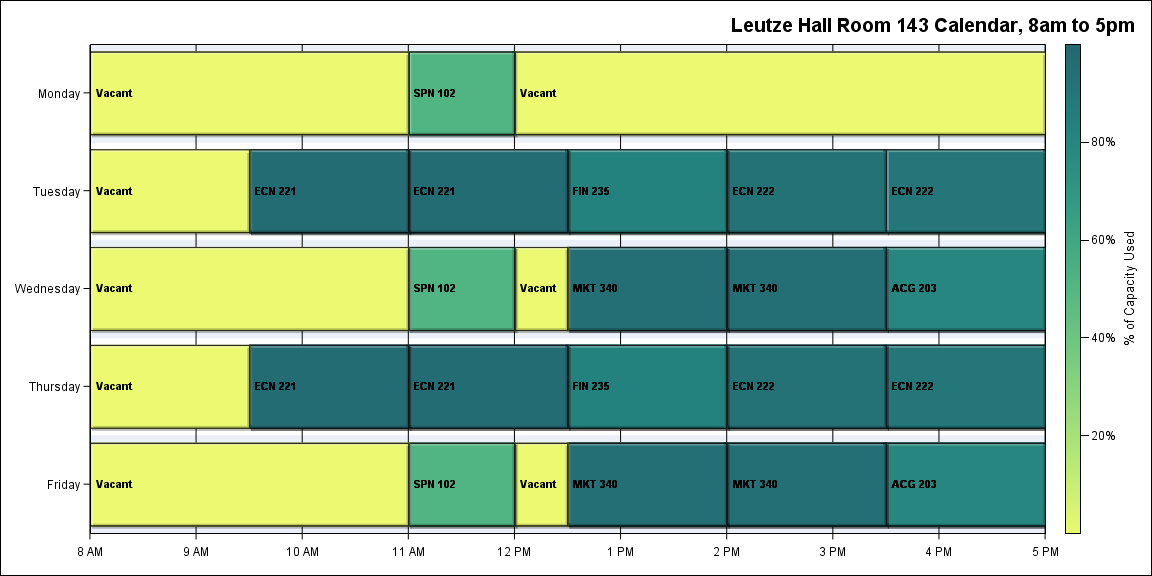 Leutze Hall Room 143 Calendar, 8am to 5pm
Monday
Vacant
SPN 102
Vacant
Tuesday
Vacant
ECN 221
ECN 221
FIN 235
ECN 222
ECN 222
Wednesday
Vacant
SPN 102
Vacant
MKT 340
MKT 340
ACG 203
Thursday
Vacant
ECN 221
ECN 221
FIN 235
ECN 222
ECN 222
Friday
Vacant
SPN 102
Vacant
MKT 340
MKT 340
ACG 203
8 AM
9 AM
10 AM
11 AM
12 PM
1 PM
2 PM
3 PM
4 PM
5 PM
80%
60%
40%
20%
% of Capacity Used